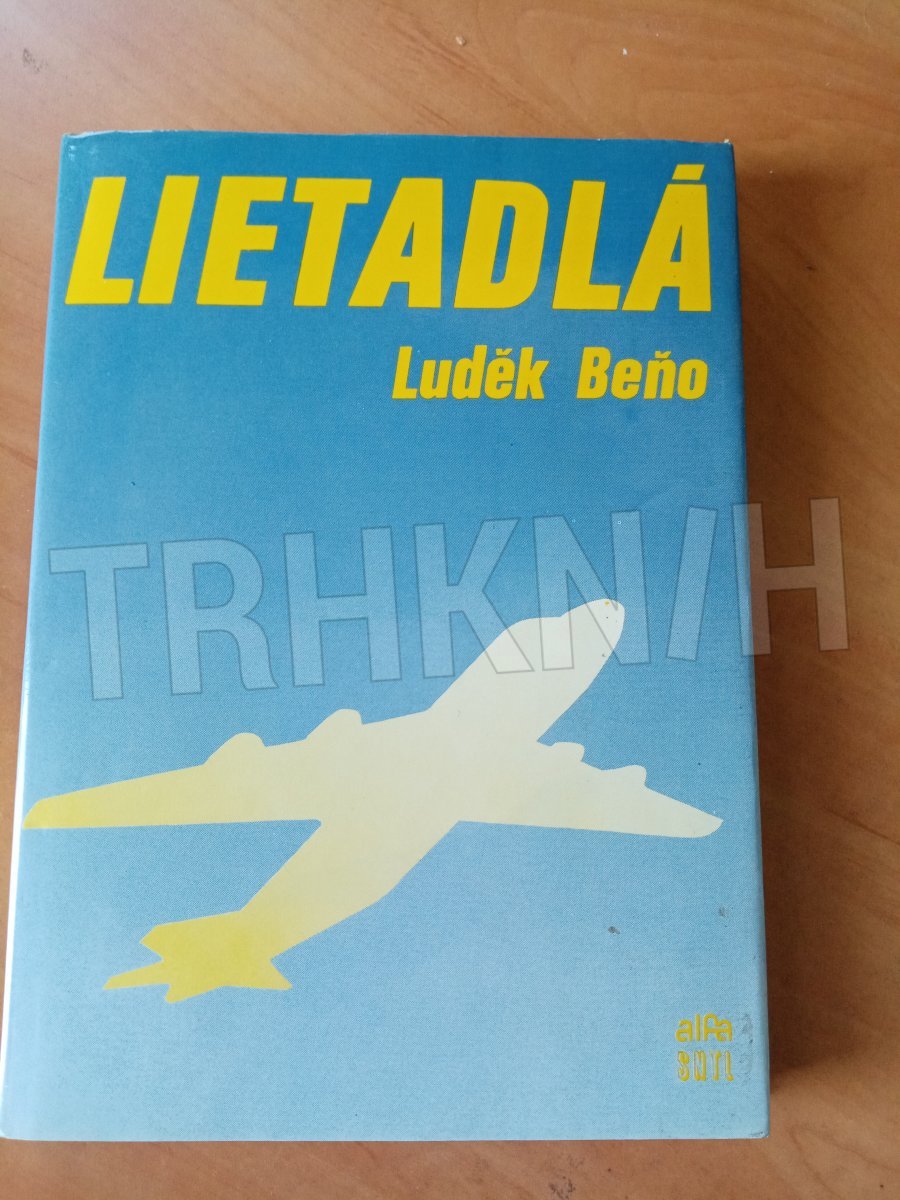 LIETADLÁ
Luděk Beňo
TRHKNIH
alfa
SNTL